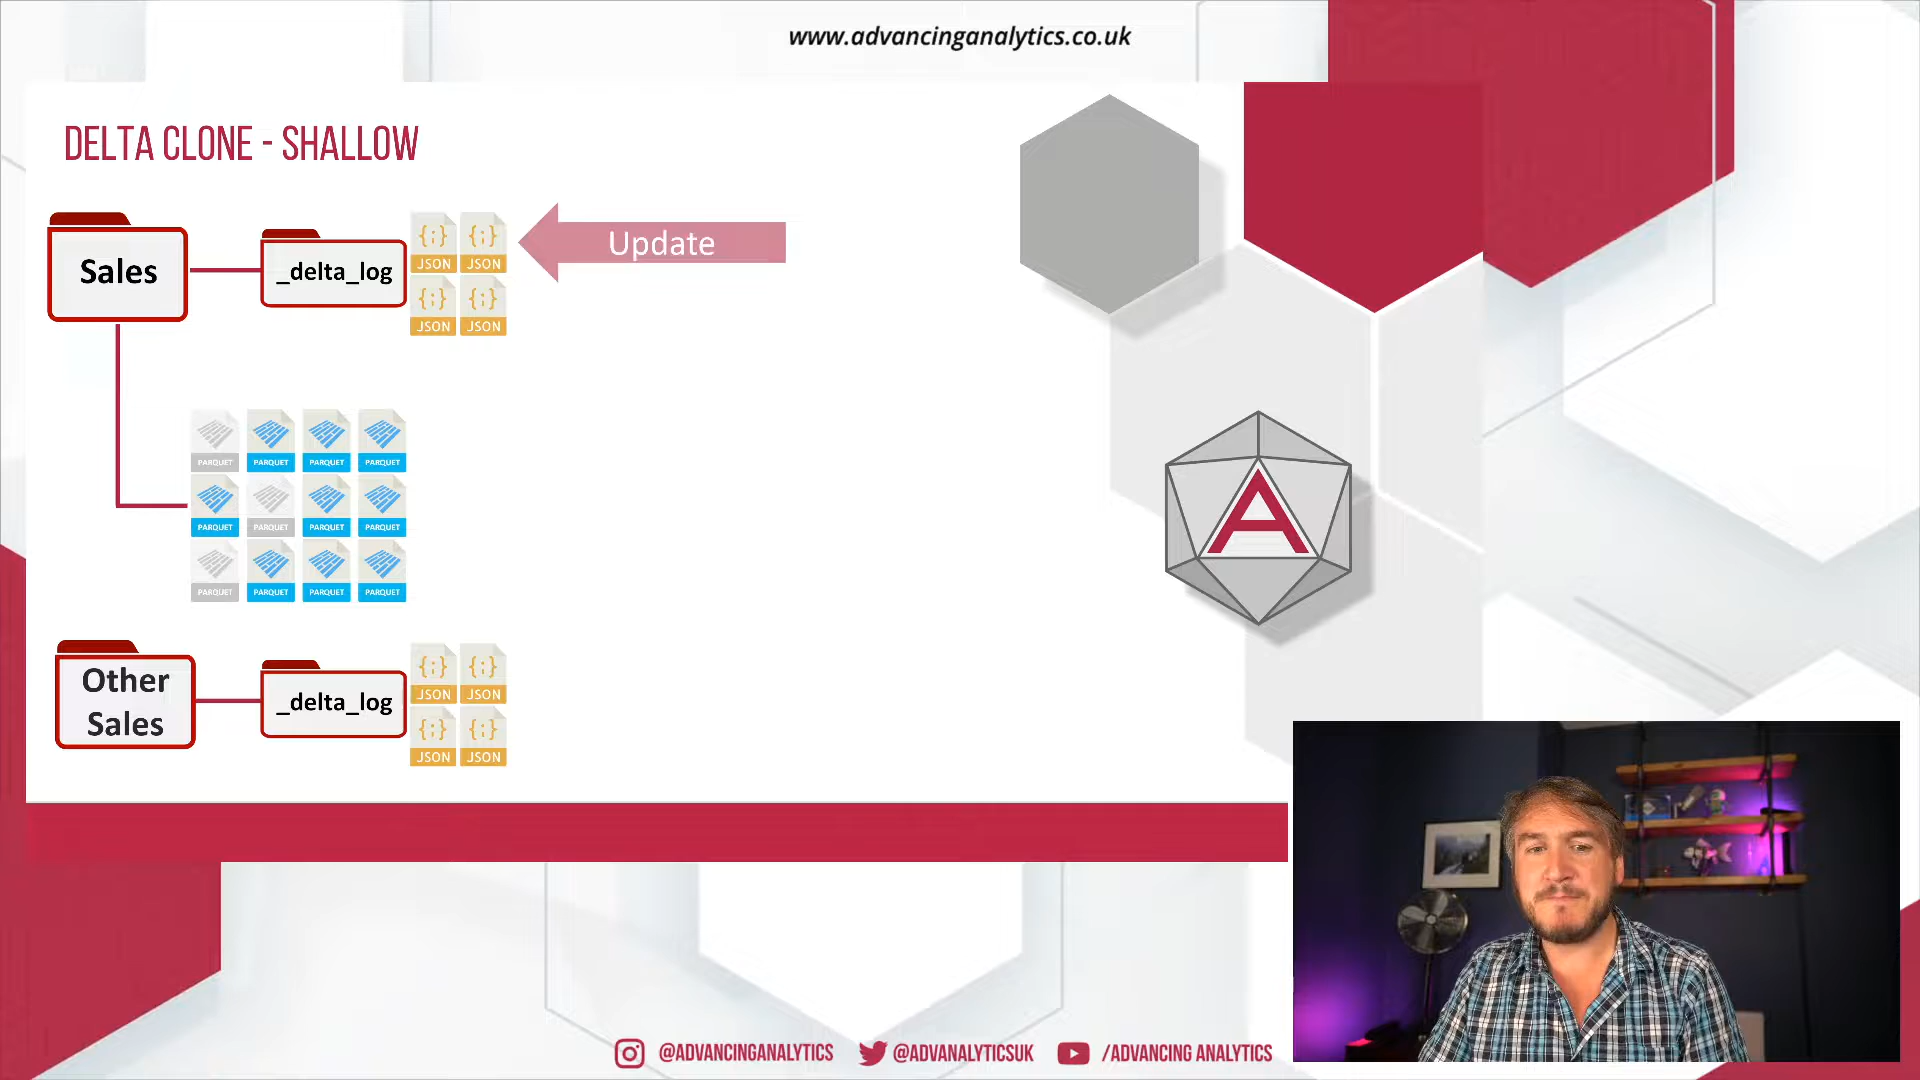 www.advancinganalytics.co.uk
DELTA CLONE - SHALLOW
Sales
_delta_log
{;} {;}
JSON JSON
{;} {;}
JSON JSON
Update
PARQUET PARQUET PARQUET PARQUET
PARQUET PARQUET PARQUET PARQUET
PARQUET PARQUET PARQUET PARQUET
A
Other
Sales
_delta_log
{;} {;}
JSON JSON
{;} {;}
JSON JSON
@ADVANCINGANALYTICS @ADVANALYTICSUK /ADVANCING ANALYTICS